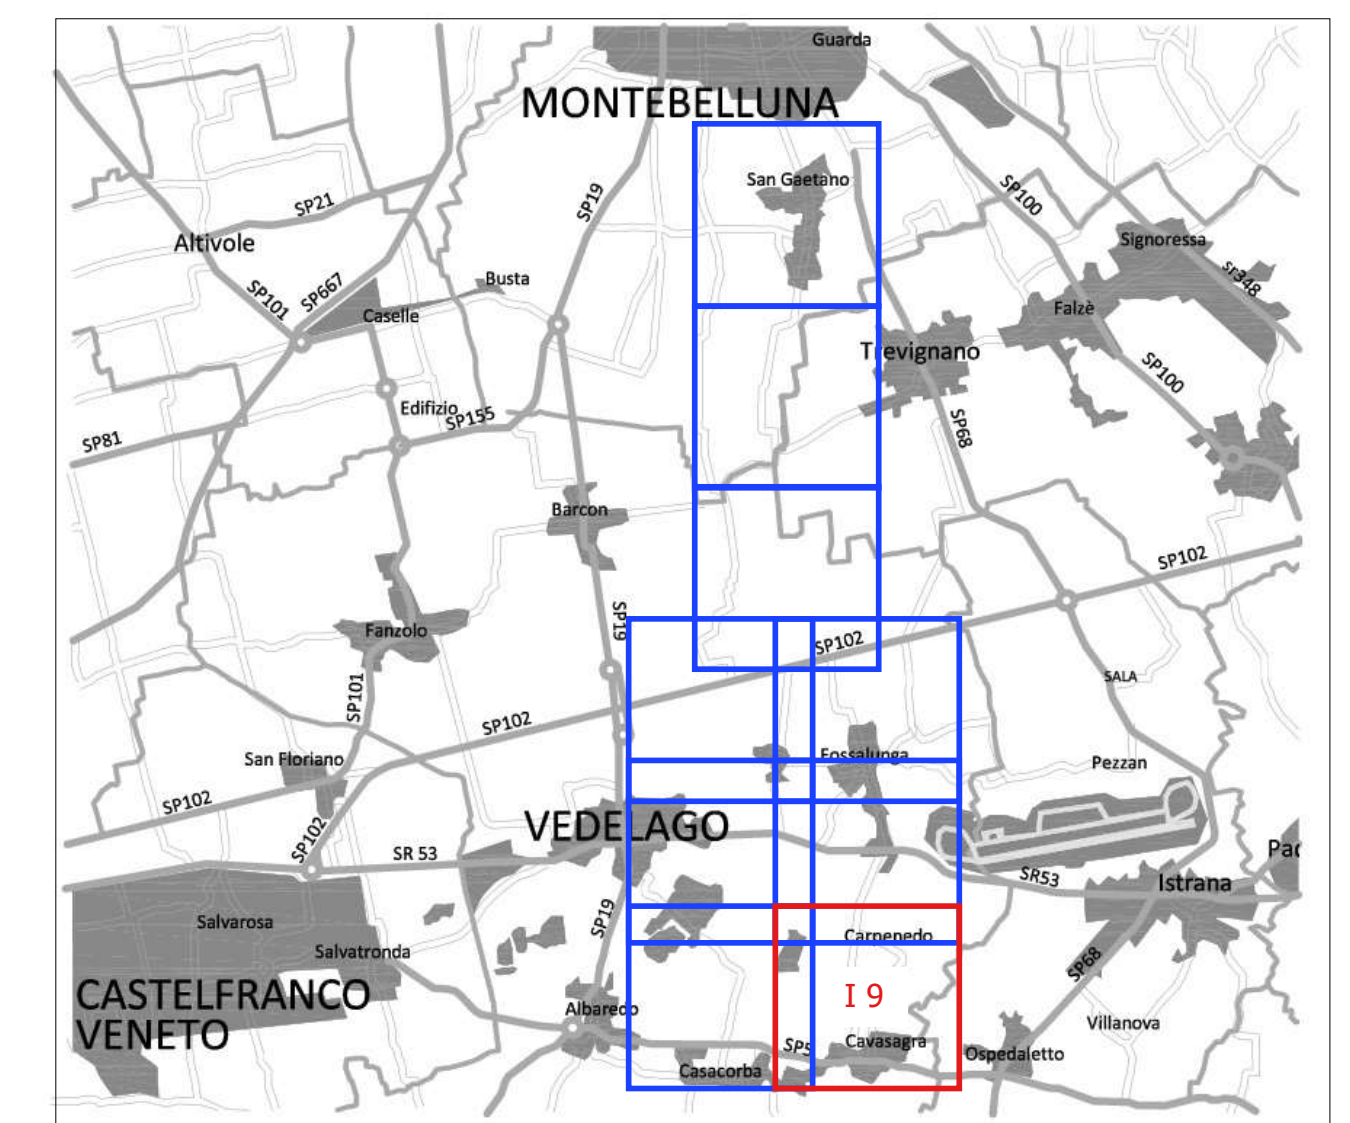 Guarda
MONTEBELLUNA
San Gaetano
SP100
SP19
SP21
Altivole
Signoressa
sr348
SP101
SP667
Busta
Caselle
Falzè
Trevignano
SP100
Edifizio
SP155
SP68
SP81
Barcon
SP102
SP19
Fanzolo
SP102
SALA
SP101
SP102
San Floriano
Fossalunga
Pezzan
SP102
SP102
VEDELAGO
SR 53
SR53
Istrana
Salvarosa
SP19
Salvatronda
Carpenedo
SP68
CASTELFRANCO
VENETO
I 9
Albaredo
Villanova
SP5
Cavasagra
Ospedaletto
Casacorba